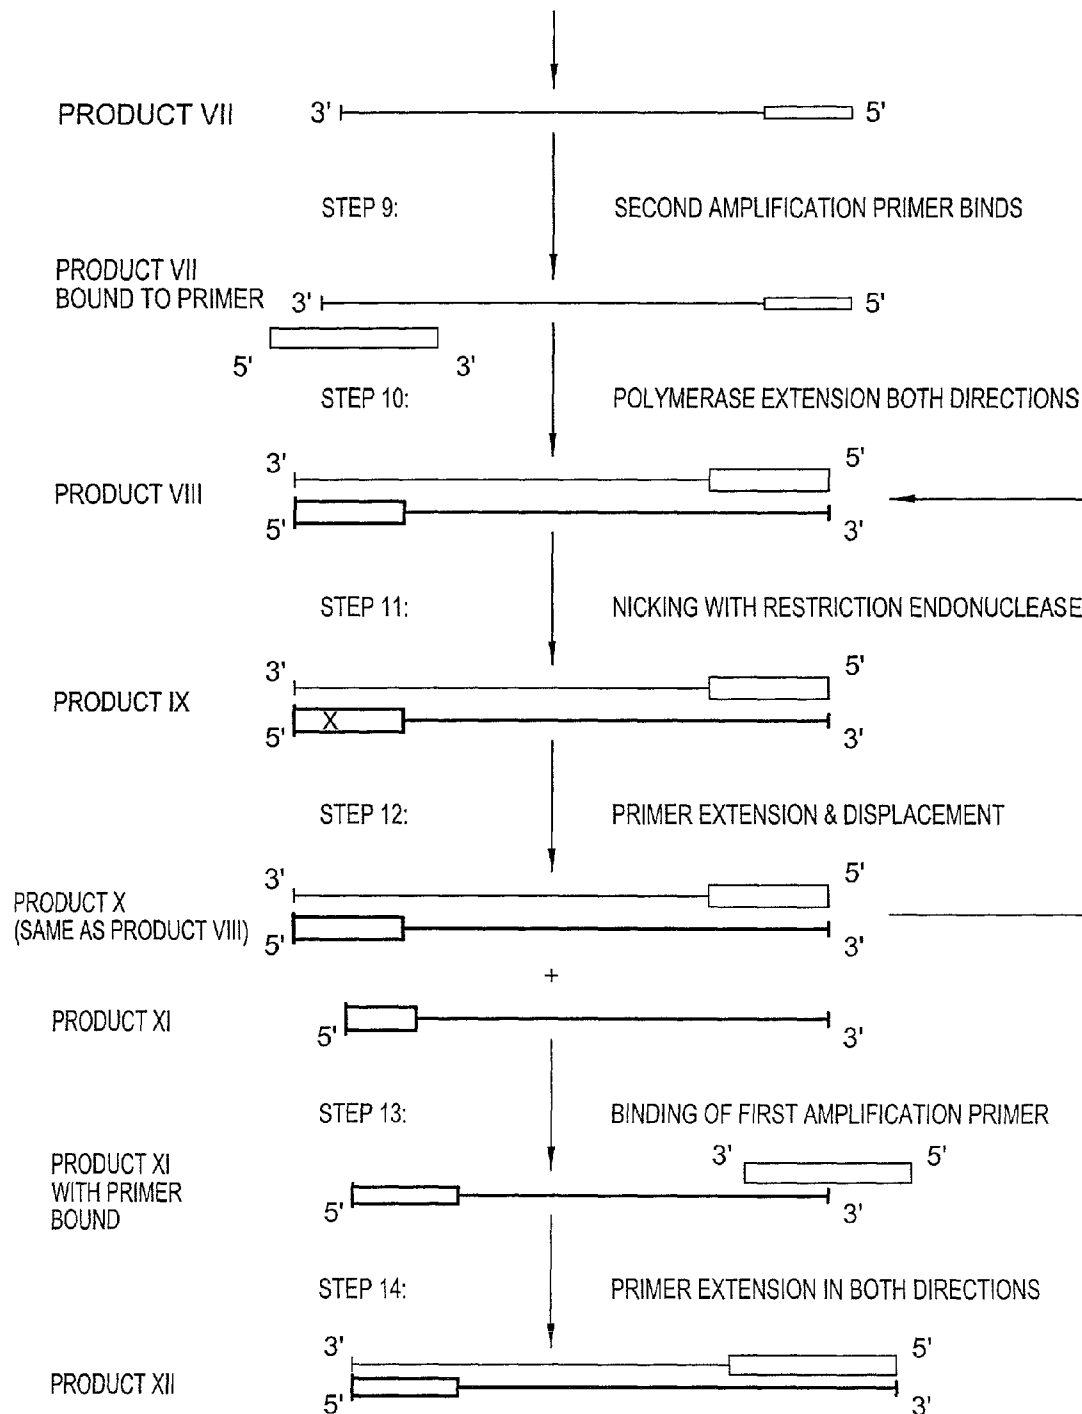 PRODUCT VII 3' 5'
STEP 9: SECOND AMPLIFICATION PRIMER BINDS
PRODUCT VII
BOUND TO PRIMER 3' 5'
5' 3'
STEP 10: POLYMERASE EXTENSION BOTH DIRECTIONS
3' 5'
PRODUCT VIII
5' 3'
STEP 11: NICKING WITH RESTRICTION ENDONUCLEASE
3' 5'
PRODUCT IX X
5' 3'
STEP 12: PRIMER EXTENSION & DISPLACEMENT
3' 5'
PRODUCT X
(SAME AS PRODUCT VIII) 5' 3'
+
PRODUCT XI 5' 3'
STEP 13: BINDING OF FIRST AMPLIFICATION PRIMER
3' 5'
PRODUCT XI
WITH PRIMER
BOUND 5' 3'
STEP 14: PRIMER EXTENSION IN BOTH DIRECTIONS
3' 5'
PRODUCT XII 5' 3'